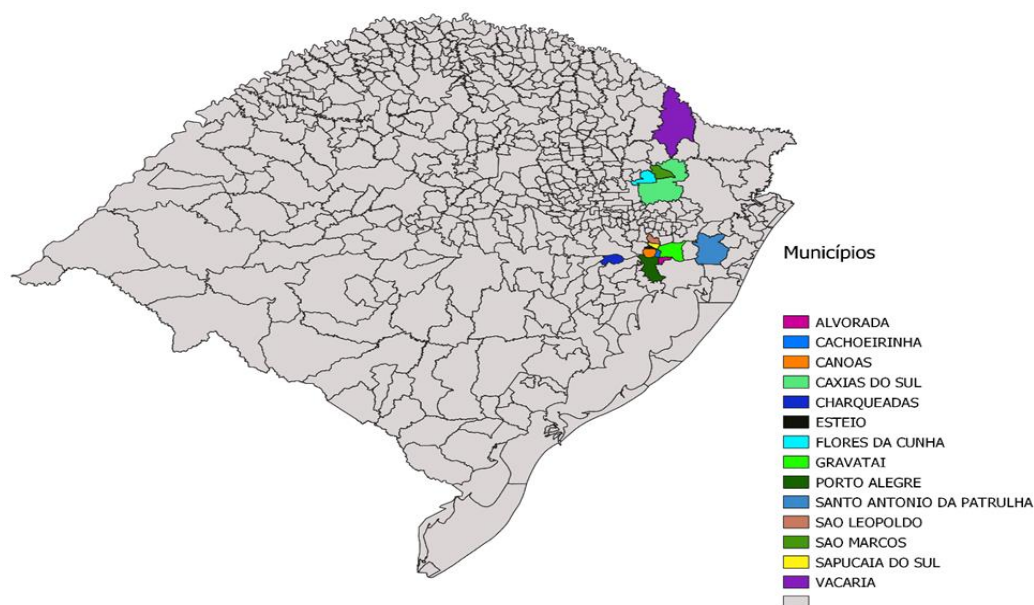 Municípios
ALVORADA
CACHOEIRINHA
CANOAS
CAXIAS DO SUL
CHARQUEADAS
ESTEIO
FLORES DA CUNHA
GRAVATAI
PORTO ALEGRE
SANTO ANTONIO DA PATRULHA
SAO LEOPOLDO
SAO MARCOS
SAPUCAIA DO SUL
VACARIA